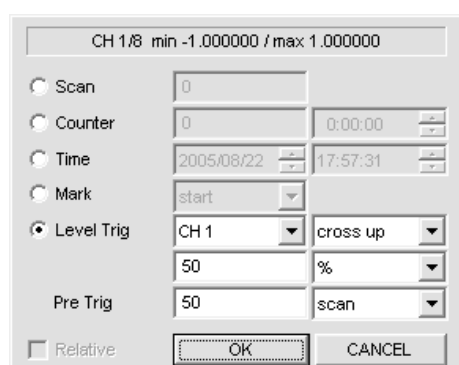 CH 1/8 min -1.000000 / max 1.000000
Scan 0
Counter 0 0:00:00
Time 2005/08/22 17:57:31
Mark start
Level Trig CH 1 cross up
50 %
Pre Trig 50 scan
Relative OK CANCEL